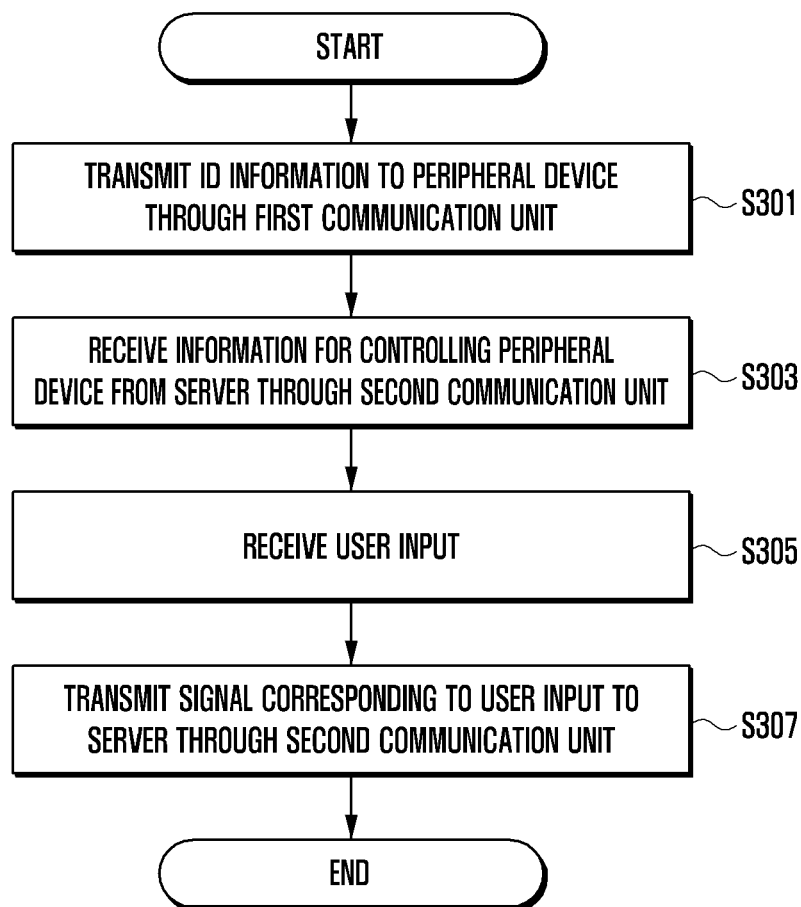 START
TRANSMIT ID INFORMATION TO PERIPHERAL DEVICE
THROUGH FIRST COMMUNICATION UNIT
S301
RECEIVE INFORMATION FOR CONTROLLING PERIPHERAL
DEVICE FROM SERVER THROUGH SECOND COMMUNICATION UNIT
S303
RECEIVE USER INPUT
S305
TRANSMIT SIGNAL CORRESPONDING TO USER INPUT TO
SERVER THROUGH SECOND COMMUNICATION UNIT
S307
END